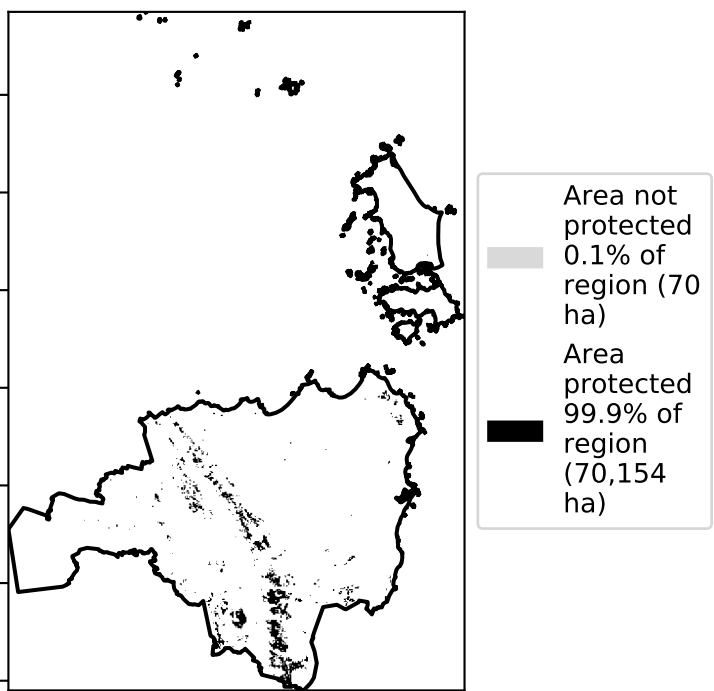 Area not
protected
0.1% of
region (70
ha)
Area
protected
99.9% of
region
(70,154
ha)